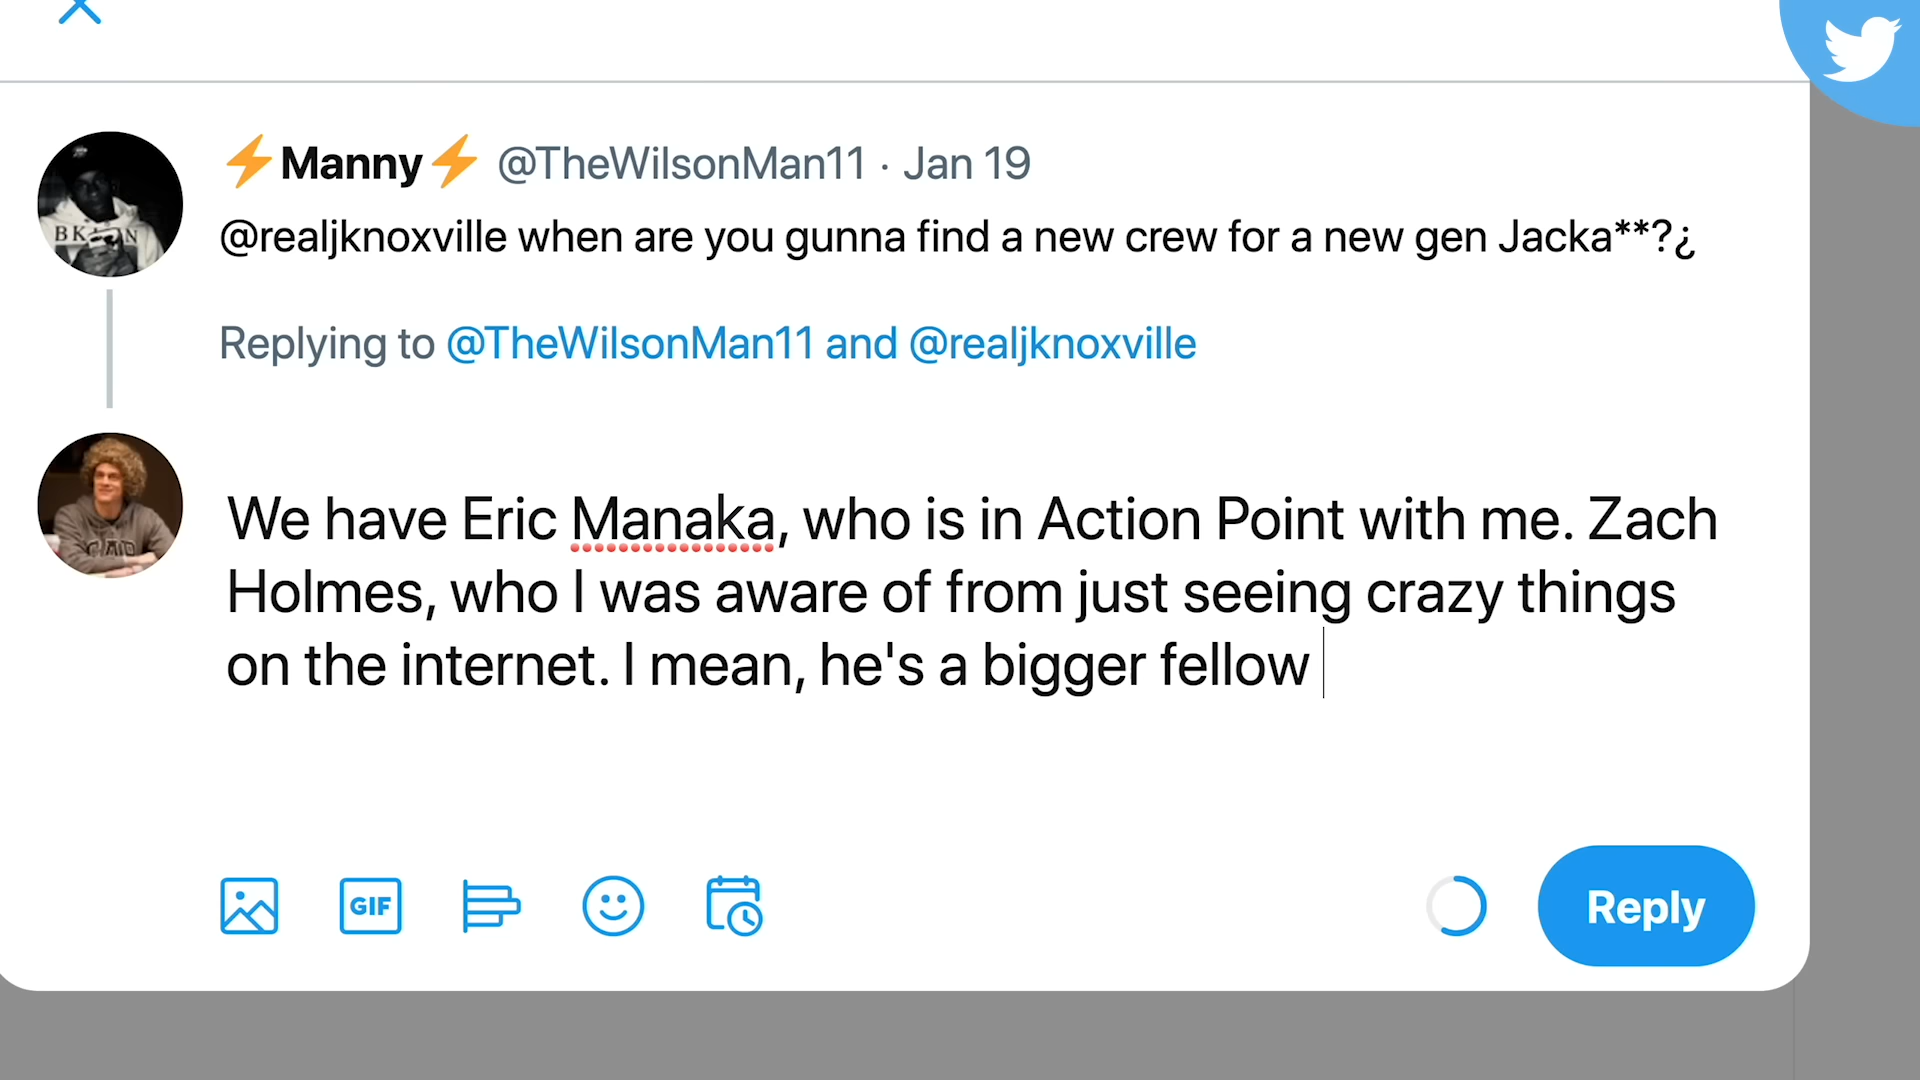 ⚡Manny⚡ @TheWilsonMan11 · Jan 19
@realjknoxville when are you gunna find a new crew for a new gen Jacka**?¿
Replying to @TheWilsonMan11 and @realjknoxville
We have Eric Manaka, who is in Action Point with me. Zach
Holmes, who I was aware of from just seeing crazy things
on the internet. I mean, he's a bigger fellow
GIF
Reply